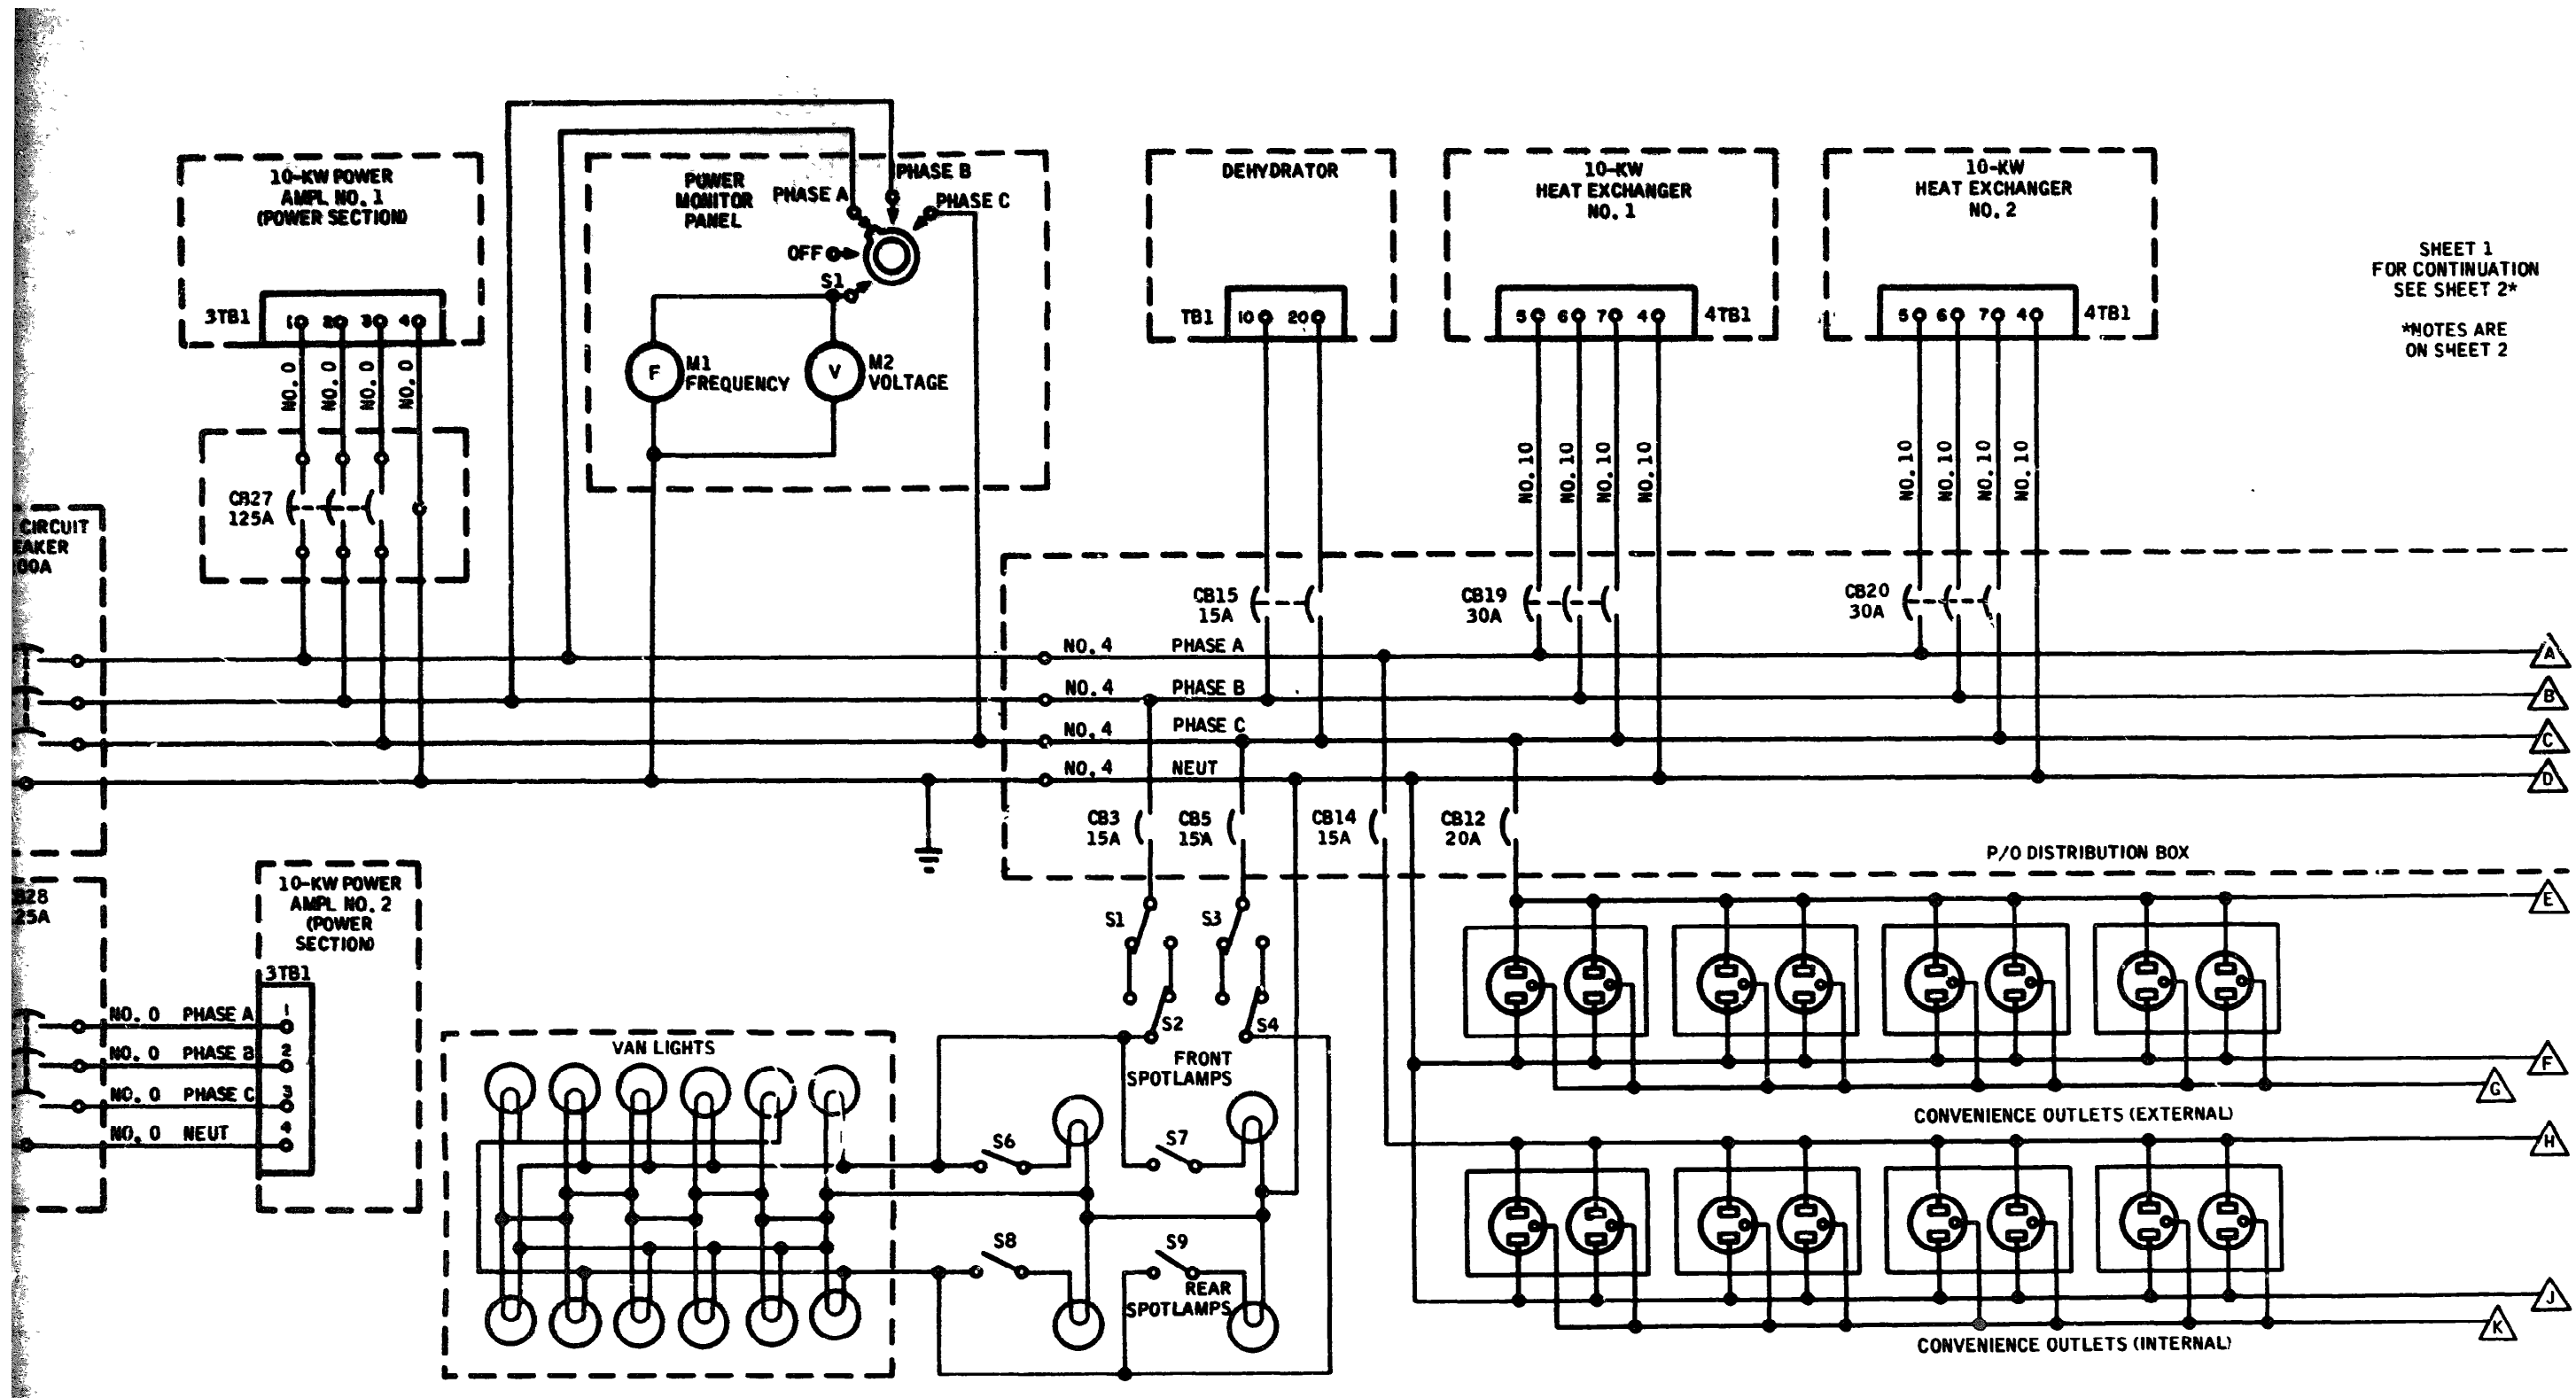 10-KW POWER
AMPL NO. 1
(POWER SECTION)
3TB1
1 2 3 4
NO. 0
NO. 0
NO. 0
NO. 0
CB27
125A
POWER
MONITOR
PANEL
PHASE A
PHASE B
PHASE C
OFF
S1
F
M1
FREQUENCY
V
M2
VOLTAGE
DEHYDRATOR
TB1
10 20
10-KW
HEAT EXCHANGER
NO. 1
5 6 7 4
4TB1
NO. 10
NO. 10
NO. 10
NO. 10
10-KW
HEAT EXCHANGER
NO. 2
5 6 7 4
4TB1
NO. 10
NO. 10
NO. 10
NO. 10
SHEET 1
FOR CONTINUATION
SEE SHEET 2*
*NOTES ARE
ON SHEET 2
CIRCUIT
CB15
15A
CB19
30A
CB20
30A
NO. 4 PHASE A
NO. 4 PHASE B
NO. 4 PHASE C
NO. 4 NEUT
A
B
C
D
CB3
15A
CB5
15A
CB14
15A
CB12
20A
P/O DISTRIBUTION BOX
10-KW POWER
AMPL NO. 2
(POWER
SECTION)
3TB1
NO. 0 PHASE A 1
NO. 0 PHASE B 2
NO. 0 PHASE C 3
NO. 0 NEUT 4
VAN LIGHTS
S1
S3
S2
S4
FRONT
SPOTLAMPS
S6
S7
S8
S9
REAR
SPOTLAMPS
E
F
G
CONVENIENCE OUTLETS (EXTERNAL)
H
J
K
CONVENIENCE OUTLETS (INTERNAL)